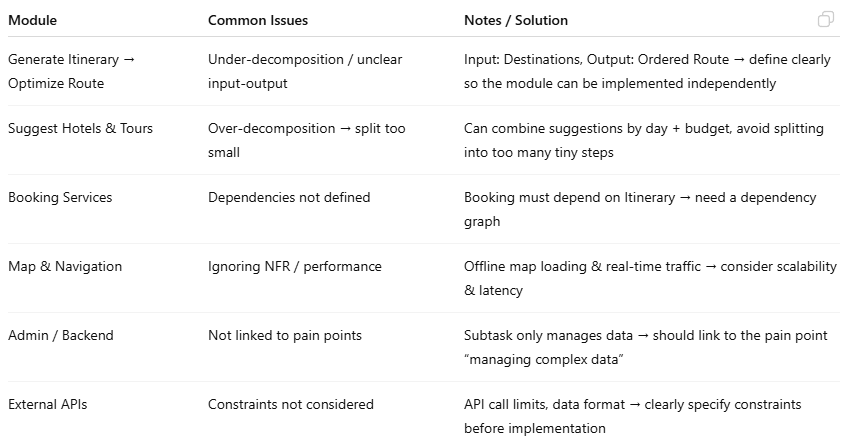 Module Common Issues Notes / Solution
Generate Itinerary → Under-decomposition / unclear Input: Destinations, Output: Ordered Route → define clearly
Optimize Route input-output so the module can be implemented independently
Suggest Hotels & Tours Over-decomposition → split too Can combine suggestions by day + budget, avoid splitting
small into too many tiny steps
Booking Services Dependencies not defined Booking must depend on Itinerary → need a dependency
graph
Map & Navigation Ignoring NFR / performance Offline map loading & real-time traffic → consider scalability
& latency
Admin / Backend Not linked to pain points Subtask only manages data → should link to the pain point
“managing complex data”
External APIs Constraints not considered API call limits, data format → clearly specify constraints
before implementation